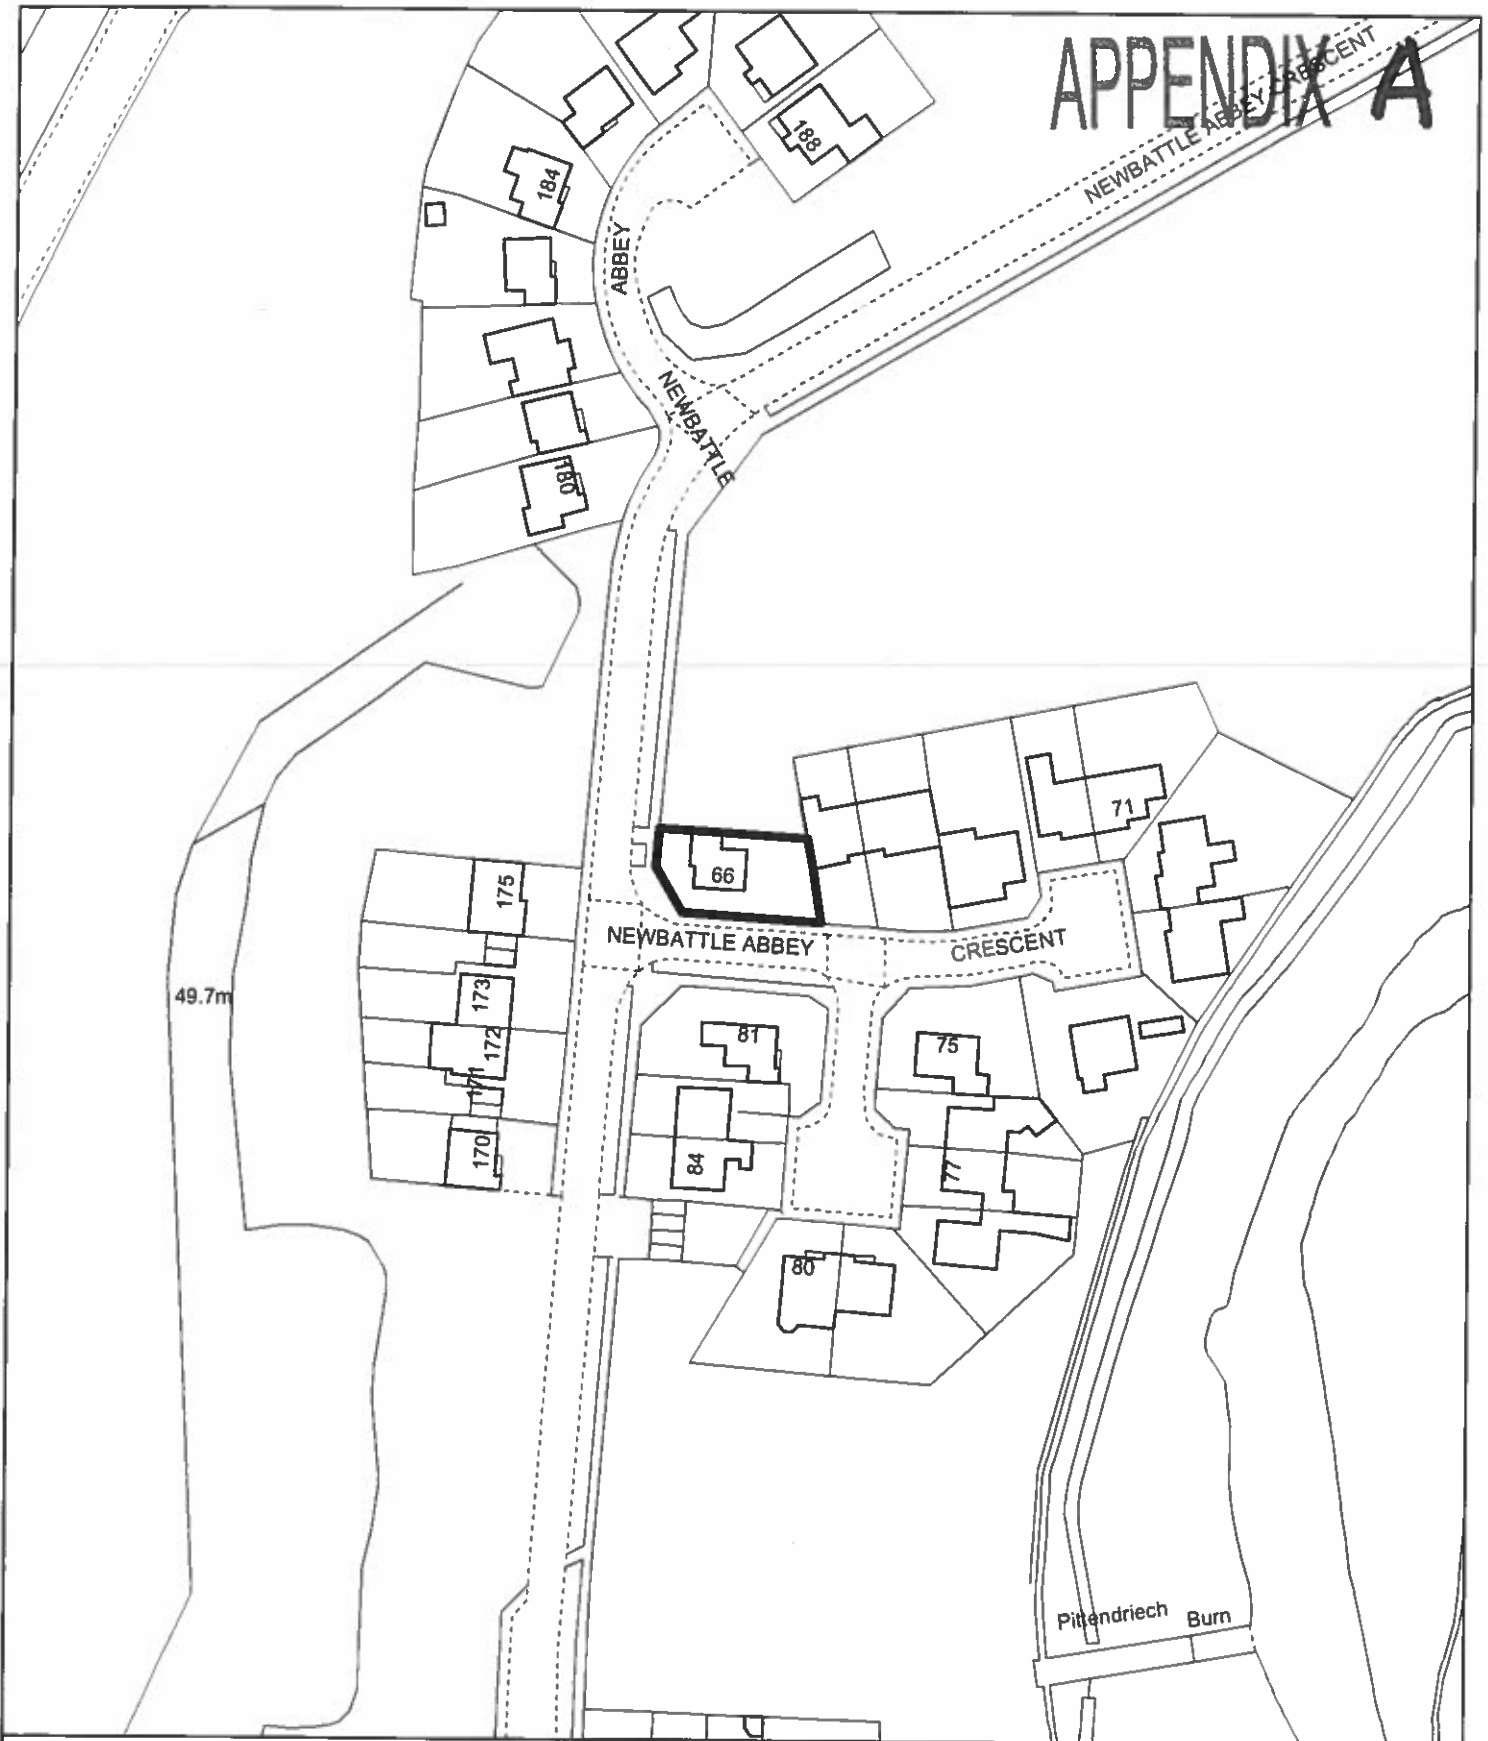 APPENDIX A
NEWBATTLE ABBEY CRESCENT
188
184
ABBEY
NEWBATTLE
180
71
66
175
NEWBATTLE ABBEY
CRESCENT
49.7m
173
172
171
170
81
75
84
77
80
Pittendriech Burn